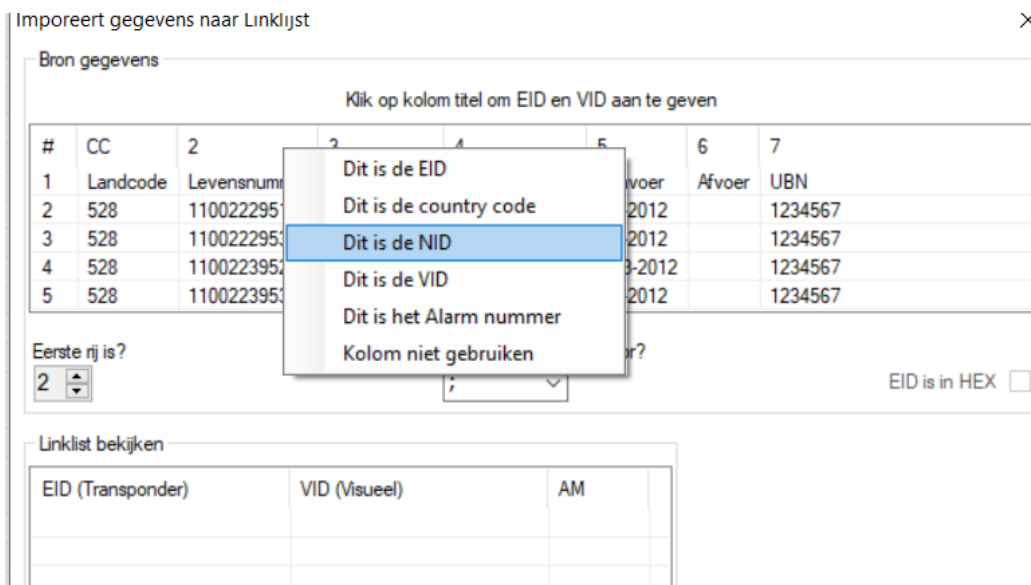 Imporeert gegevens naar Linklijst
Bron gegevens
Klik op kolom titel om EID en VID aan te geven
# CC 2 3 4 5 6 7
1 Landcode Afvoer UBN
2 528 1234567
3 528 1234567
4 528 1234567
5 528 1234567
Dit is de EID
Dit is de country code
Dit is de NID
Dit is de VID
Dit is het Alarm nummer
Kolom niet gebruiken
Eerste rij is?
2 ;
EID is in HEX
Linklist bekijken
EID (Transponder) VID (Visueel) AM